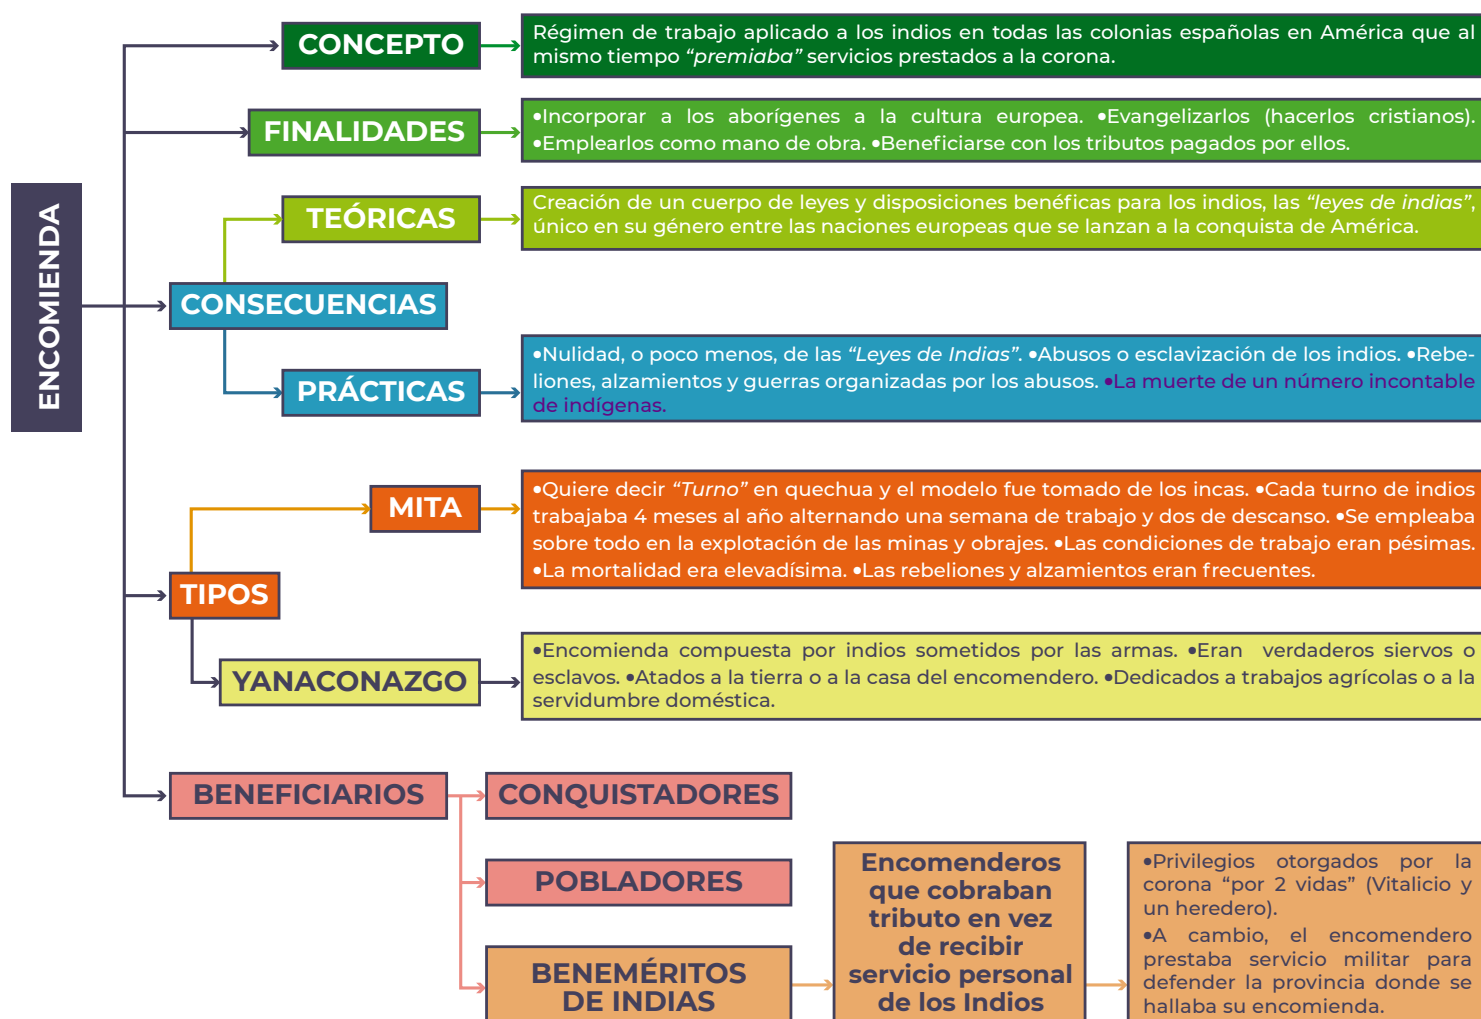 ENCOMIENDA
CONCEPTO
Régimen de trabajo aplicado a los indios en todas las colonias españolas en América que al
mismo tiempo “premiaba” servicios prestados a la corona.
FINALIDADES
•Incorporar a los aborígenes a la cultura europea. •Evangelizarlos (hacerlos cristianos).
•Emplearlos como mano de obra. •Beneficiarse con los tributos pagados por ellos.
CONSECUENCIAS
TEÓRICAS
Creación de un cuerpo de leyes y disposiciones benéficas para los indios, las “leyes de indias”,
único en su género entre las naciones europeas que se lanzan a la conquista de América.
PRÁCTICAS
•Nulidad, o poco menos, de las “Leyes de Indias”. •Abusos o esclavización de los indios. •Rebe-
liones, alzamientos y guerras organizadas por los abusos. •La muerte de un número incontable
de indígenas.
TIPOS
MITA
•Quiere decir “Turno” en quechua y el modelo fue tomado de los incas. •Cada turno de indios
trabajaba 4 meses al año alternando una semana de trabajo y dos de descanso. •Se empleaba
sobre todo en la explotación de las minas y obrajes. •Las condiciones de trabajo eran pésimas.
•La mortalidad era elevadísima. •Las rebeliones y alzamientos eran frecuentes.
YANACONAZGO
•Encomienda compuesta por indios sometidos por las armas. •Eran verdaderos siervos o
esclavos. •Atados a la tierra o a la casa del encomendero. •Dedicados a trabajos agrícolas o a la
servidumbre doméstica.
BENEFICIARIOS
CONQUISTADORES
POBLADORES
BENEMÉRITOS
DE INDIAS
Encomenderos
que cobraban
tributo en vez
de recibir
servicio personal
de los Indios
•Privilegios otorgados por la
corona “por 2 vidas” (Vitalicio y
un heredero).
•A cambio, el encomendero
prestaba servicio militar para
defender la provincia donde se
hallaba su encomienda.